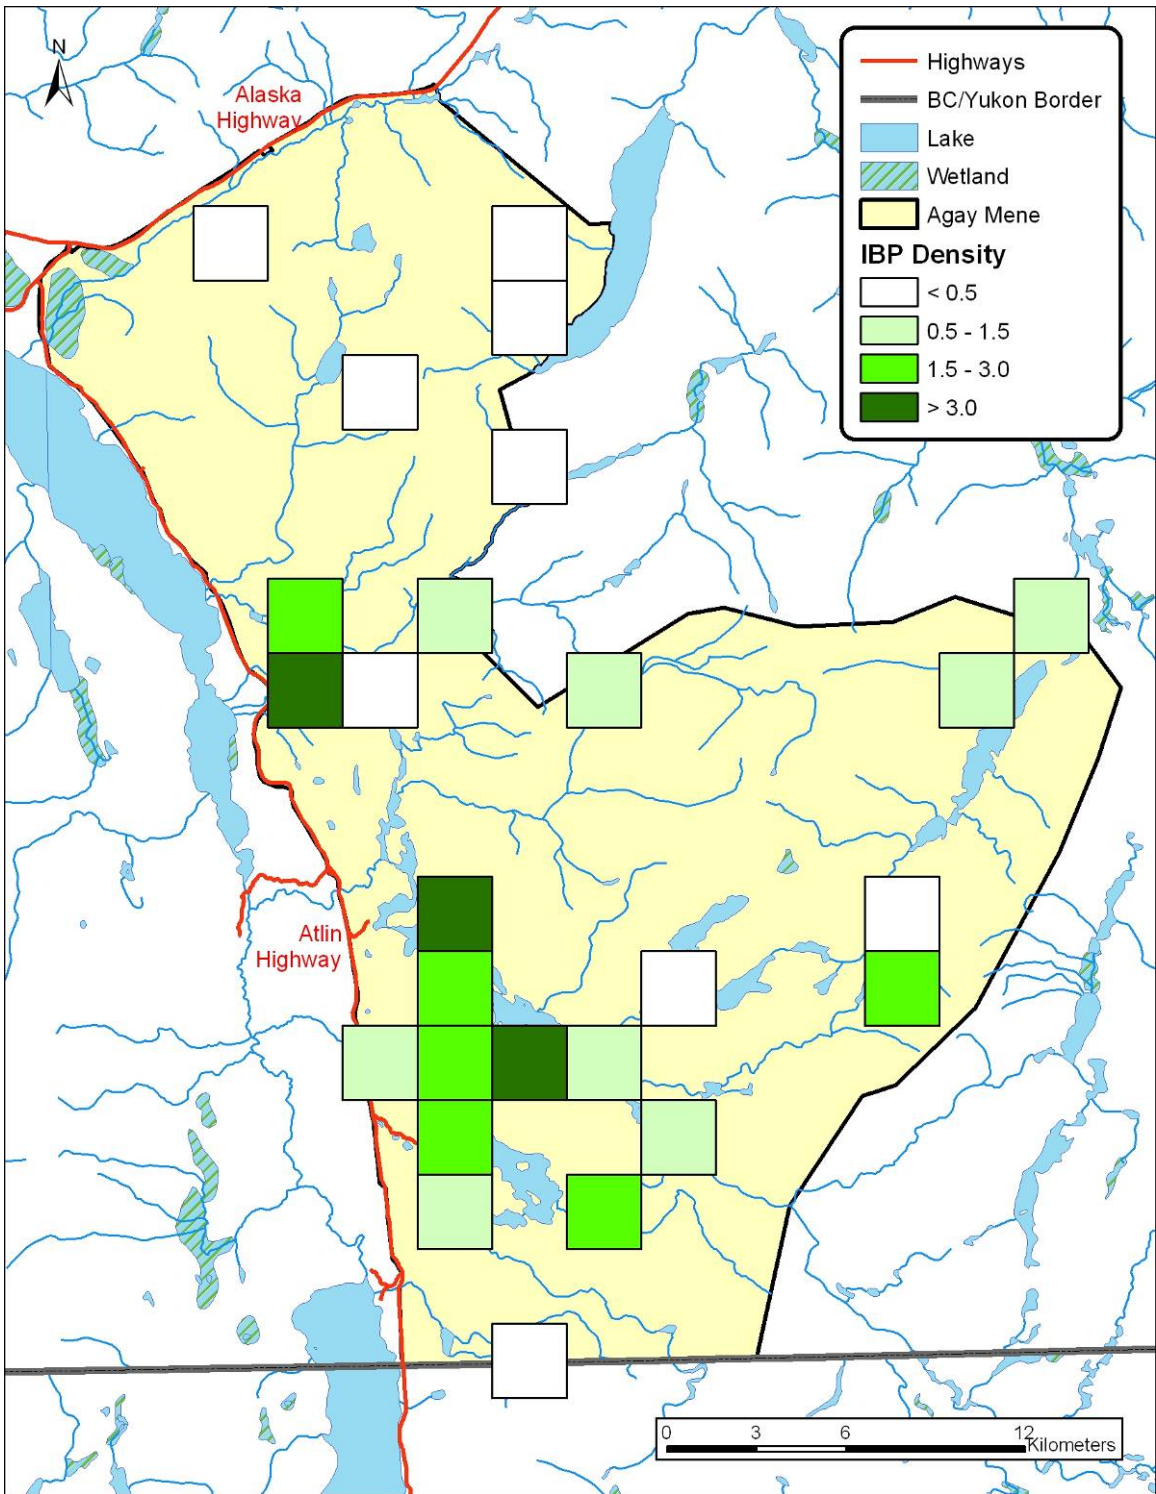 N
Alaska
Highway
Highways
BC/Yukon Border
Lake
Wetland
Agay Mene
IBP Density
< 0.5
0.5 - 1.5
1.5 - 3.0
> 3.0
Atlin
Highway
0 3 6 12
Kilometers